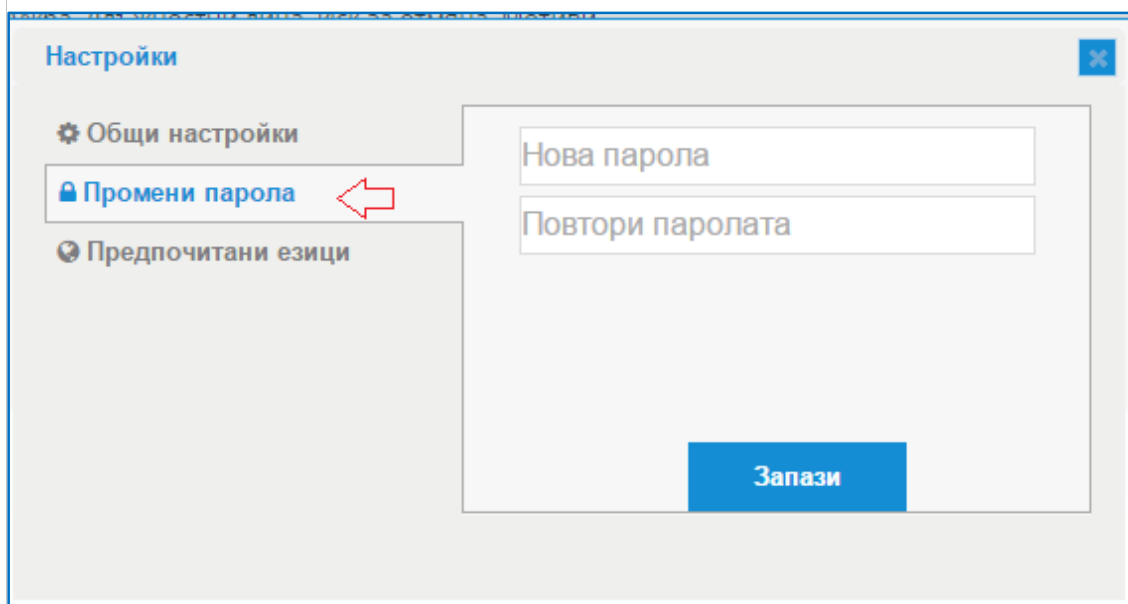 Настройки
Общи настройки
Промени парола
Предпочитани езици
Нова парола
Повтори паролата
Запази